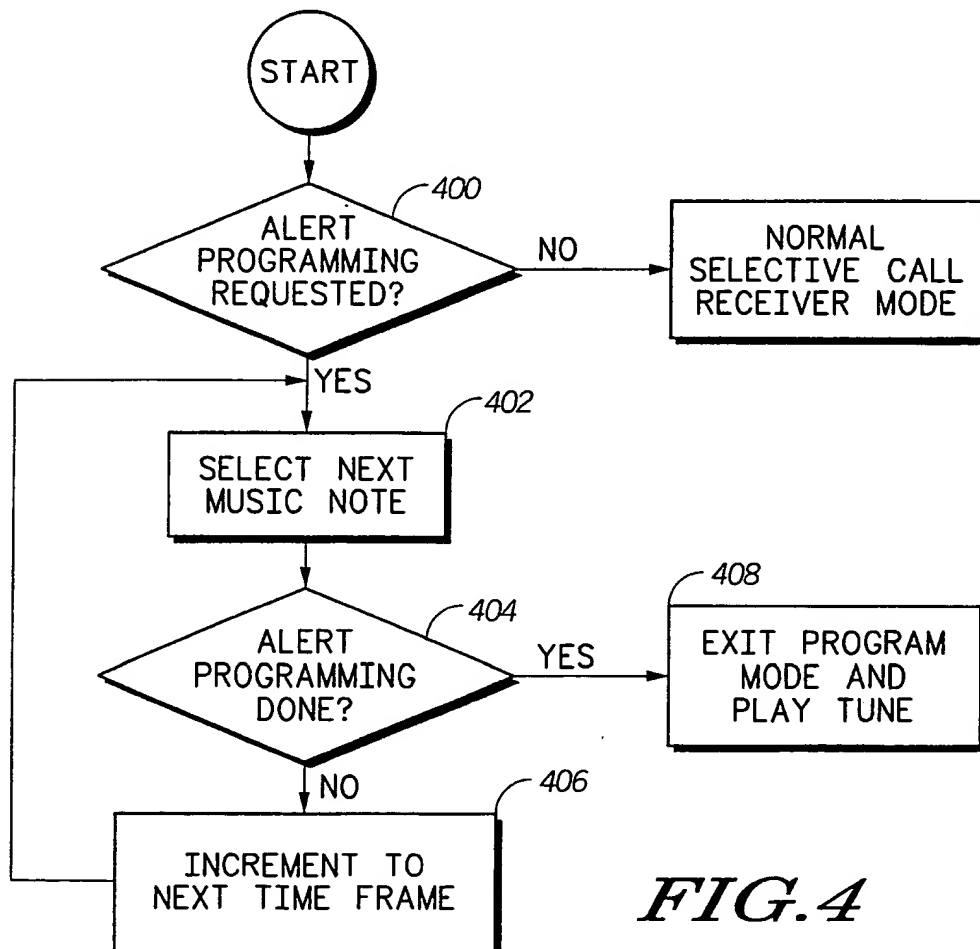 START
400
ALERT
PROGRAMMING
REQUESTED?
NO
NORMAL
SELECTIVE CALL
RECEIVER MODE
YES
402
SELECT NEXT
MUSIC NOTE
404
ALERT
PROGRAMMING
DONE?
YES
408
EXIT PROGRAM
MODE AND
PLAY TUNE
NO
406
INCREMENT TO
NEXT TIME FRAME
FIG.4